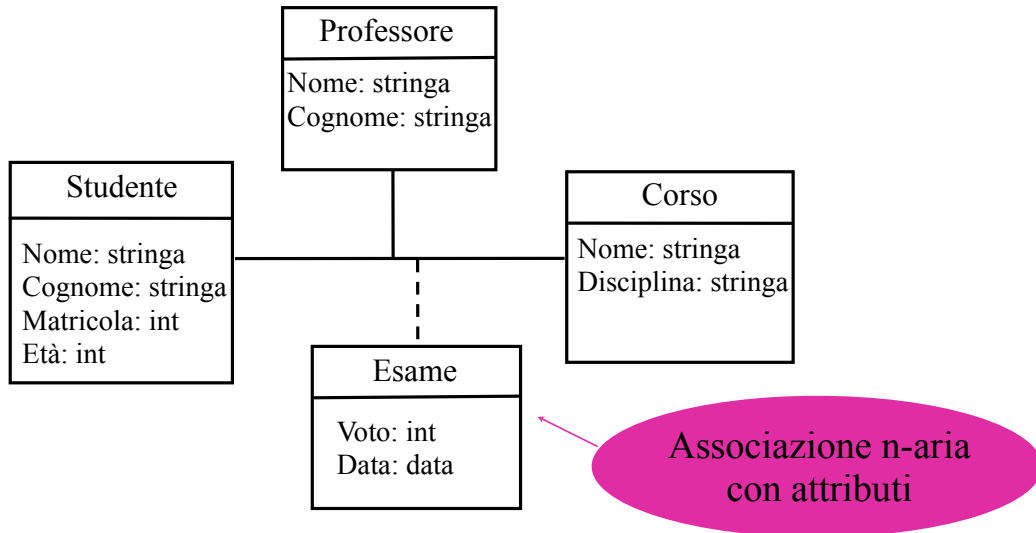 Professore
Nome: stringa
Cognome: stringa
Studente
Nome: stringa
Cognome: stringa
Matricola: int
Età: int
Corso
Nome: stringa
Disciplina: stringa
Esame
Voto: int
Data: data
Associazione n-aria
con attributi